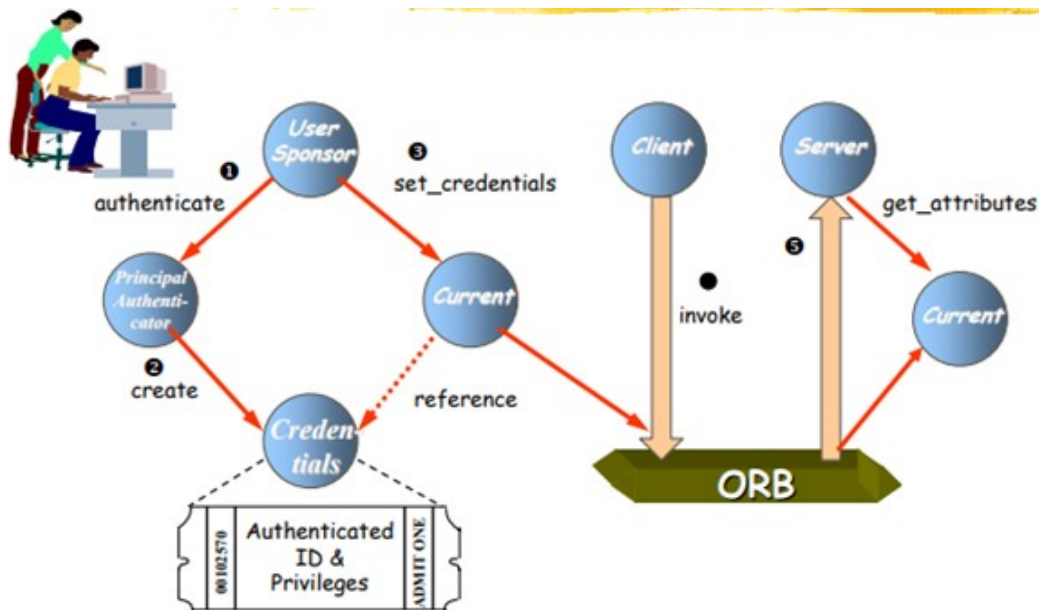 ❶
authenticate
User
Sponsor
❸
set_credentials
Principal
Authenti-
cator
❷
create
Current
reference
Creden-
tials
00102570
Authenticated
ID &
Privileges
ADMIT ONE
Client
Server
●
invoke
❺
get_attributes
Current
ORB